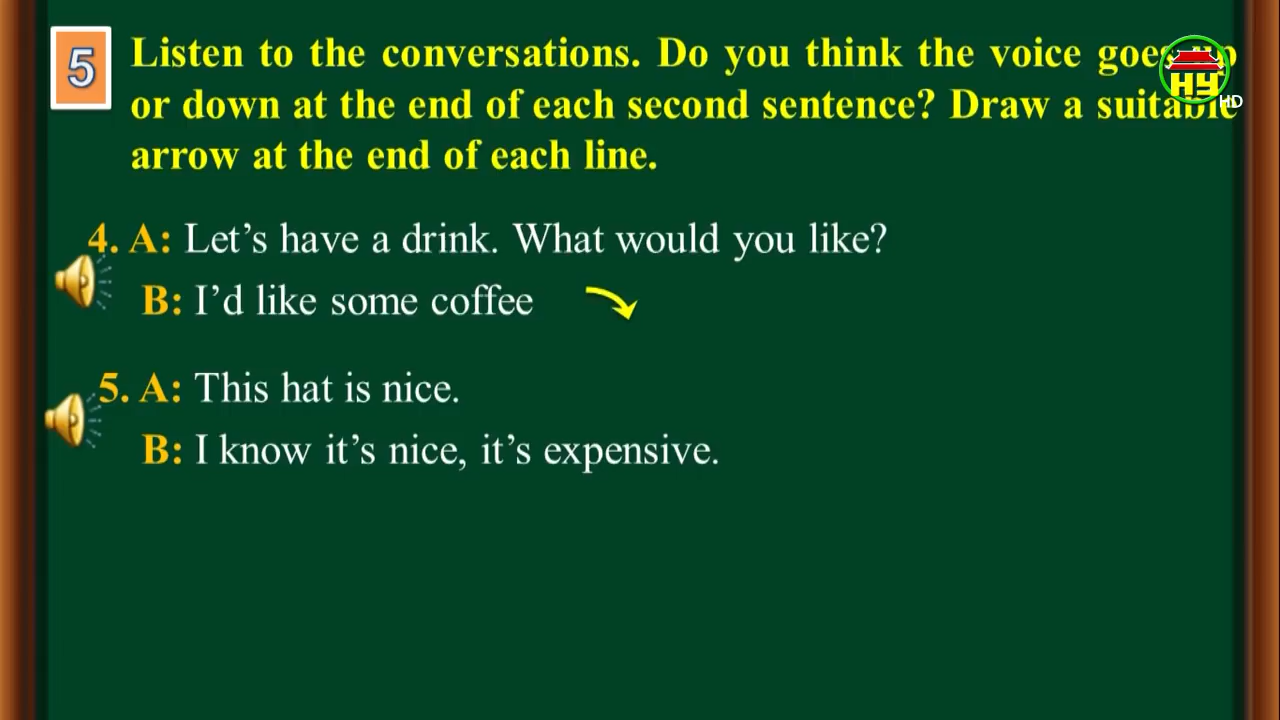 5
Listen to the conversations. Do you think the voice goes up
or down at the end of each second sentence? Draw a suitable
arrow at the end of each line.
HY
HD
4. A: Let's have a drink. What would you like?
B: I'd like some coffee
5. A: This hat is nice.
B: I know it's nice, it's expensive.